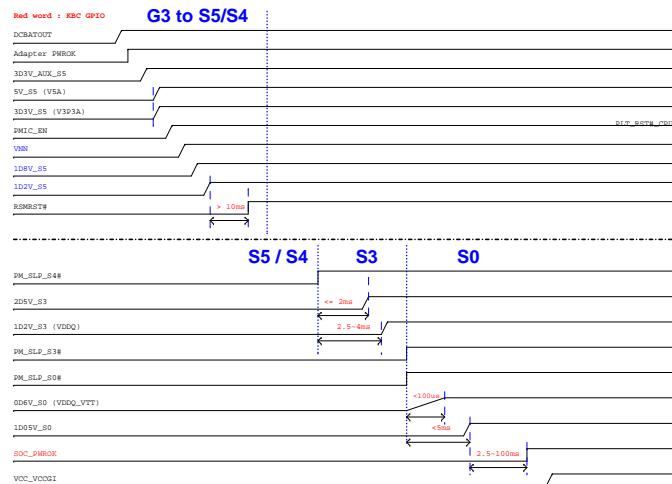 Red word : KBC GPIO
G3 to S5/S4
DCBATOUT
Adapter PWROK
3D3V_AUX_S5
5V_S5 (V5A)
3D3V_S5 (V3P3A)
PMIC_EN
PLT_RST#_CPU
VNN
1D8V_S5
1D2V_S5
RSMRST#
> 10ms
S5 / S4
S3
S0
PM_SLP_S4#
2D5V_S3
<= 2ms
1D2V_S3 (VDDQ)
2.5~4ms
PM_SLP_S3#
PM_SLP_S0#
0D6V_S0 (VDDQ_VTT)
<100us
1D05V_S0
<5ms
SOC_PWROK
2.5~100ms
VCC_VCCGI